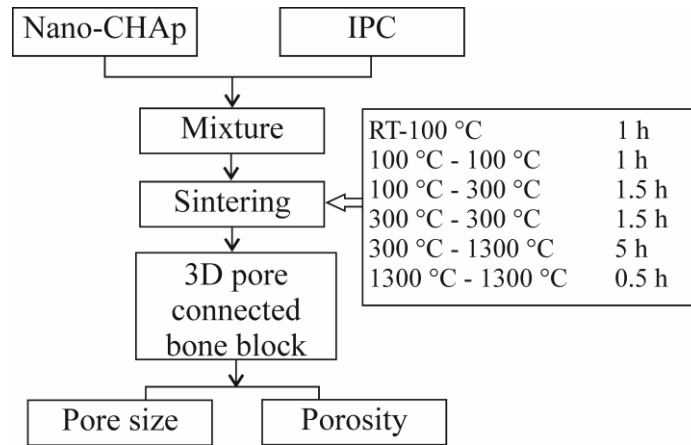 Nano-CHAp
IPC
Mixture
Sintering
RT-100 °C 1 h
100 °C - 100 °C 1 h
100 °C - 300 °C 1.5 h
300 °C - 300 °C 1.5 h
300 °C - 1300 °C 5 h
1300 °C - 1300 °C 0.5 h
3D pore
connected
bone block
Pore size
Porosity